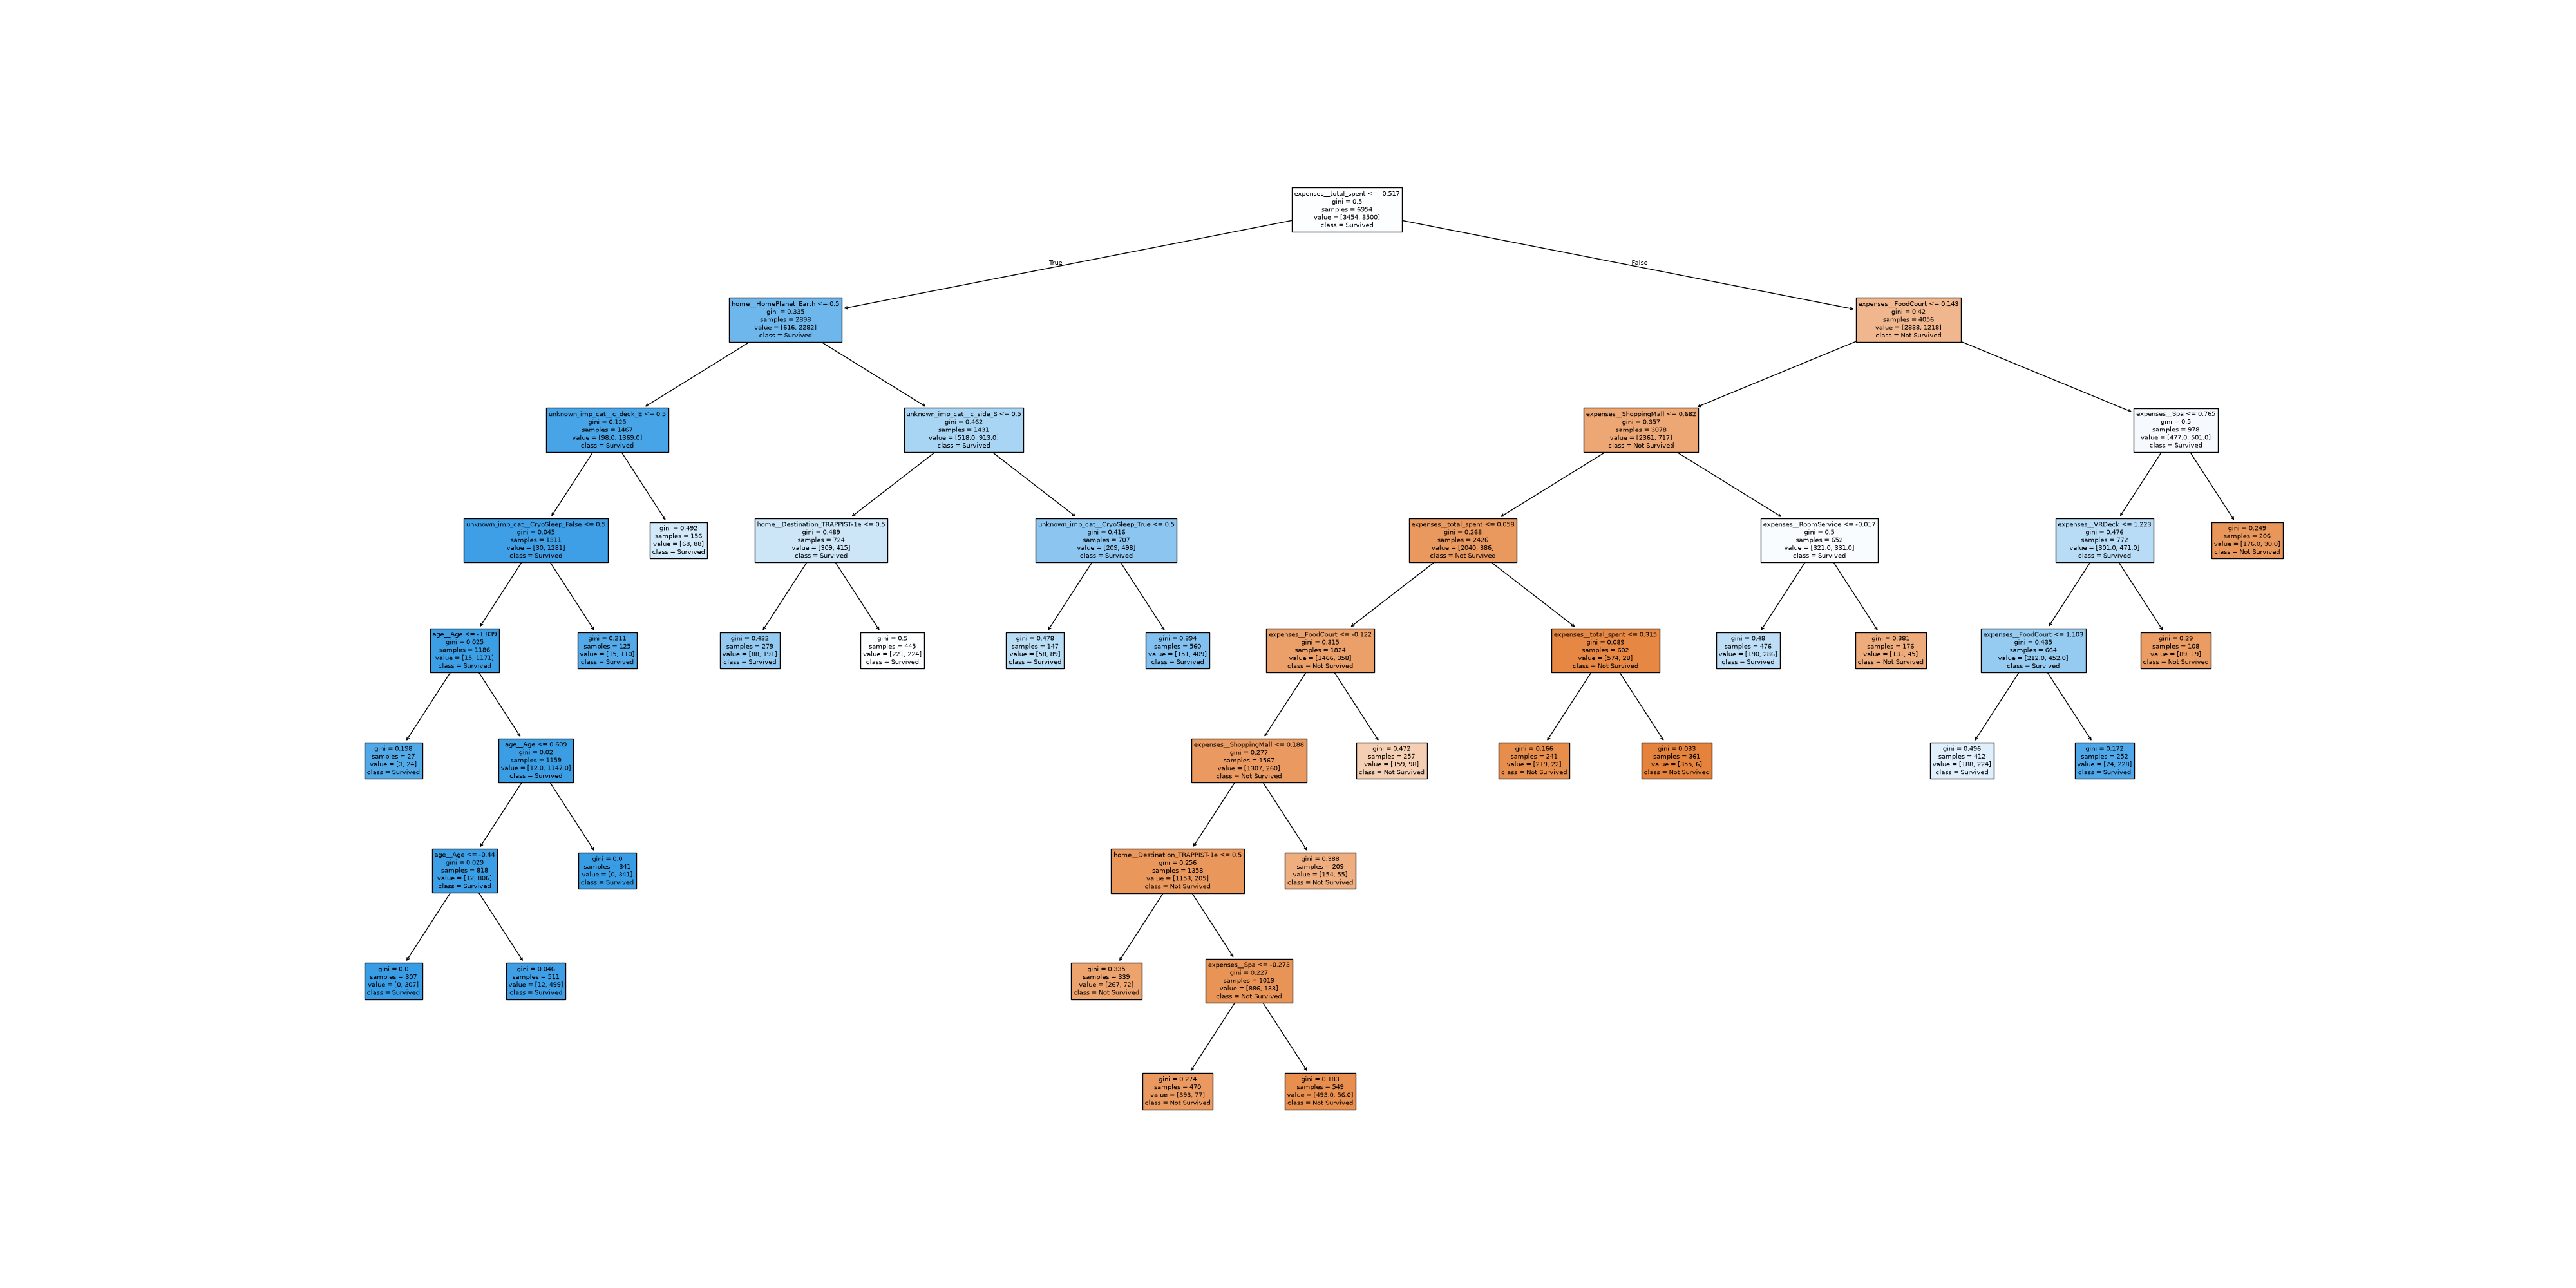 expenses__total_spent <= -0.517
gini = 0.5
samples = 6954
value = [3454, 3500]
class = Survived
True
False
home__HomePlanet_Earth <= 0.5
gini = 0.335
samples = 2898
value = [616, 2282]
class = Survived
expenses__FoodCourt <= 0.143
gini = 0.42
samples = 4056
value = [2838, 1218]
class = Not Survived
unknown_imp_cat__c_deck_E <= 0.5
gini = 0.125
samples = 1467
value = [98.0, 1369.0]
class = Survived
unknown_imp_cat__c_side_S <= 0.5
gini = 0.462
samples = 1431
value = [518.0, 913.0]
class = Survived
expenses__ShoppingMall <= 0.682
gini = 0.357
samples = 3078
value = [2361, 717]
class = Not Survived
expenses__Spa <= 0.765
gini = 0.5
samples = 978
value = [477.0, 501.0]
class = Survived
unknown_imp_cat__CryoSleep_False <= 0.5
gini = 0.045
samples = 1311
value = [30, 1281]
class = Survived
gini = 0.492
samples = 156
value = [68, 88]
class = Survived
home__Destination_TRAPPIST-1e <= 0.5
gini = 0.489
samples = 724
value = [309, 415]
class = Survived
unknown_imp_cat__CryoSleep_True <= 0.5
gini = 0.416
samples = 707
value = [209, 498]
class = Survived
expenses__total_spent <= 0.058
gini = 0.268
samples = 2426
value = [2040, 386]
class = Not Survived
expenses__RoomService <= -0.017
gini = 0.5
samples = 652
value = [321.0, 331.0]
class = Survived
expenses__VRDeck <= 1.223
gini = 0.476
samples = 772
value = [301.0, 471.0]
class = Survived
gini = 0.249
samples = 206
value = [176.0, 30.0]
class = Not Survived
age__Age <= -1.839
gini = 0.025
samples = 1186
value = [15, 1171]
class = Survived
gini = 0.211
samples = 125
value = [15, 110]
class = Survived
gini = 0.432
samples = 279
value = [88, 191]
class = Survived
gini = 0.5
samples = 445
value = [221, 224]
class = Survived
gini = 0.478
samples = 147
value = [58, 89]
class = Survived
gini = 0.394
samples = 560
value = [151, 409]
class = Survived
expenses__FoodCourt <= -0.122
gini = 0.315
samples = 1824
value = [1466, 358]
class = Not Survived
expenses__total_spent <= 0.315
gini = 0.089
samples = 602
value = [574, 28]
class = Not Survived
gini = 0.48
samples = 476
value = [190, 286]
class = Survived
gini = 0.381
samples = 176
value = [131, 45]
class = Not Survived
expenses__FoodCourt <= 1.103
gini = 0.435
samples = 664
value = [212.0, 452.0]
class = Survived
gini = 0.29
samples = 108
value = [89, 19]
class = Not Survived
gini = 0.198
samples = 27
value = [3, 24]
class = Survived
age__Age <= 0.609
gini = 0.02
samples = 1159
value = [12.0, 1147.0]
class = Survived
expenses__ShoppingMall <= 0.188
gini = 0.277
samples = 1567
value = [1307, 260]
class = Not Survived
gini = 0.472
samples = 257
value = [159, 98]
class = Not Survived
gini = 0.166
samples = 241
value = [219, 22]
class = Not Survived
gini = 0.033
samples = 361
value = [355, 6]
class = Not Survived
gini = 0.496
samples = 412
value = [188, 224]
class = Survived
gini = 0.172
samples = 252
value = [24, 228]
class = Survived
age__Age <= -0.44
gini = 0.029
samples = 818
value = [12, 806]
class = Survived
gini = 0.0
samples = 341
value = [0, 341]
class = Survived
home__Destination_TRAPPIST-1e <= 0.5
gini = 0.256
samples = 1358
value = [1153, 205]
class = Not Survived
gini = 0.388
samples = 209
value = [154, 55]
class = Not Survived
gini = 0.0
samples = 307
value = [0, 307]
class = Survived
gini = 0.046
samples = 511
value = [12, 499]
class = Survived
gini = 0.335
samples = 339
value = [267, 72]
class = Not Survived
expenses__Spa <= -0.273
gini = 0.227
samples = 1019
value = [886, 133]
class = Not Survived
gini = 0.274
samples = 470
value = [393, 77]
class = Not Survived
gini = 0.183
samples = 549
value = [493.0, 56.0]
class = Not Survived